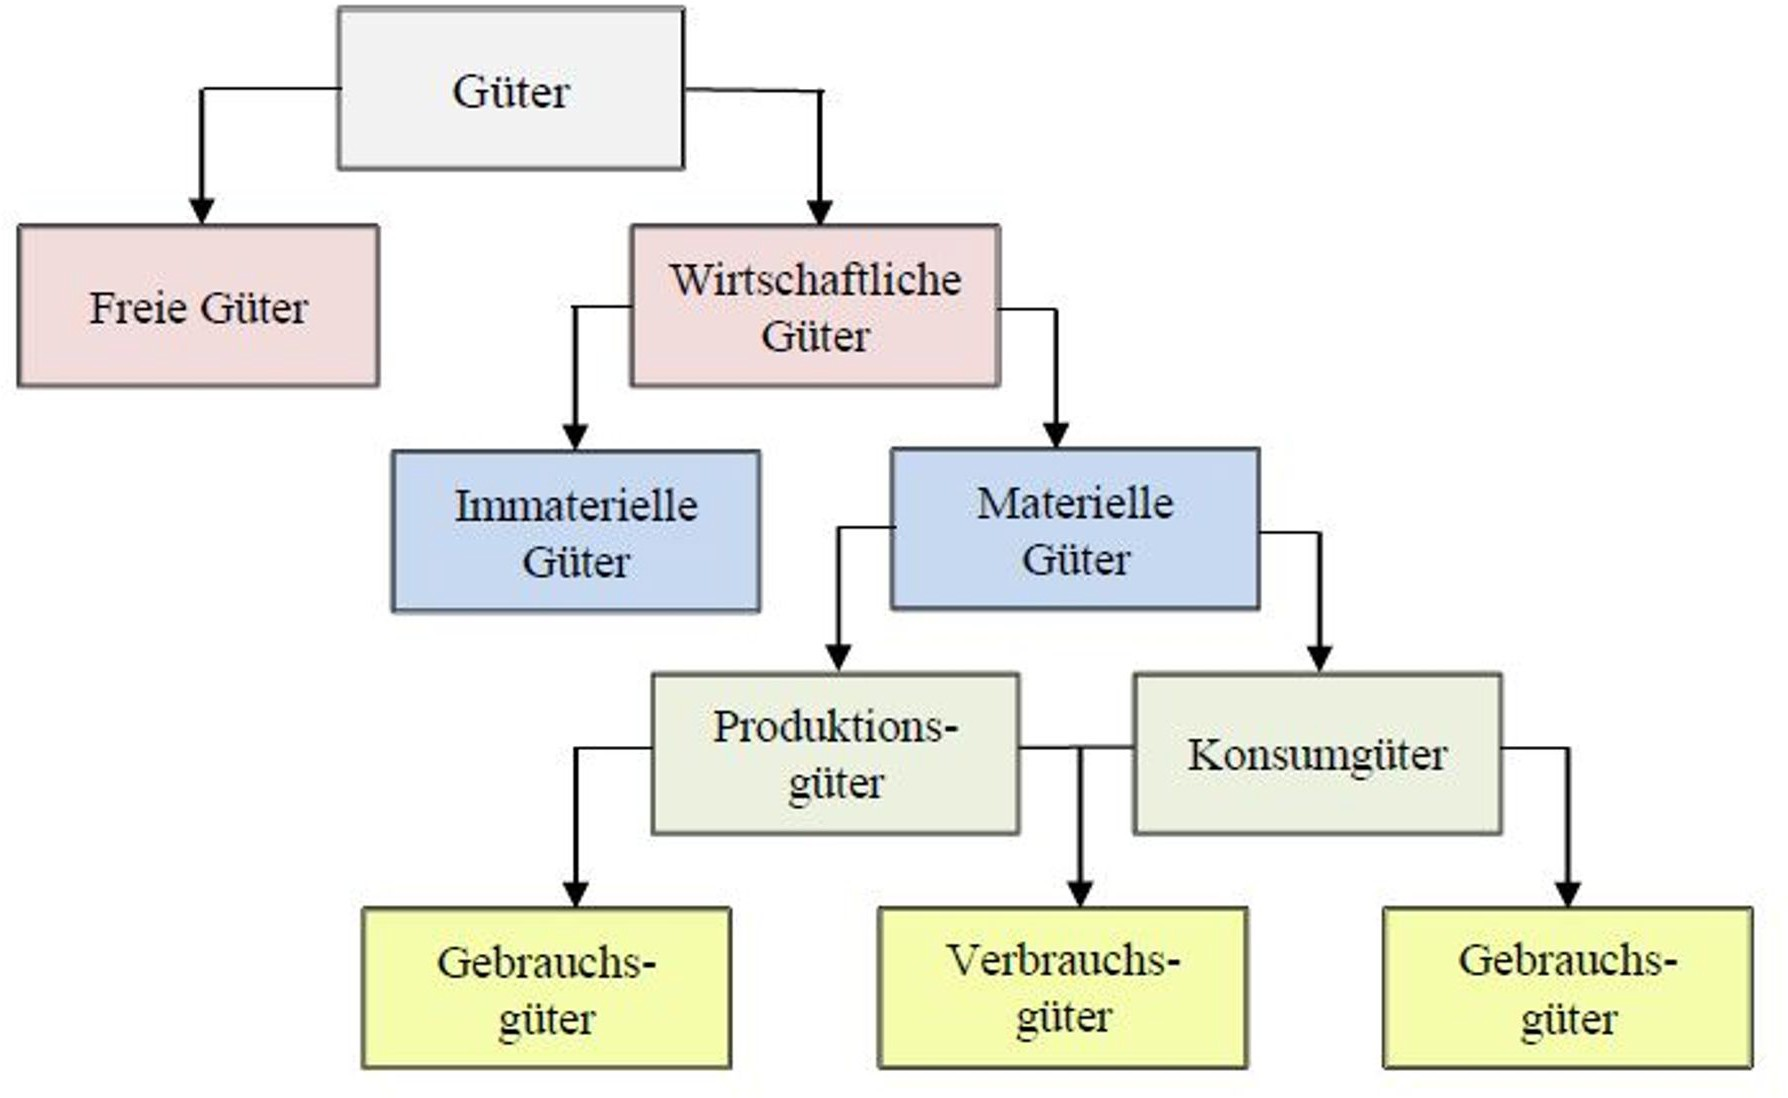 Güter
Freie Güter
Wirtschaftliche
Güter
Immaterielle
Güter
Materielle
Güter
Produktions-
güter
Konsumgüter
Gebrauchs-
güter
Verbrauchs-
güter
Gebrauchs-
güter